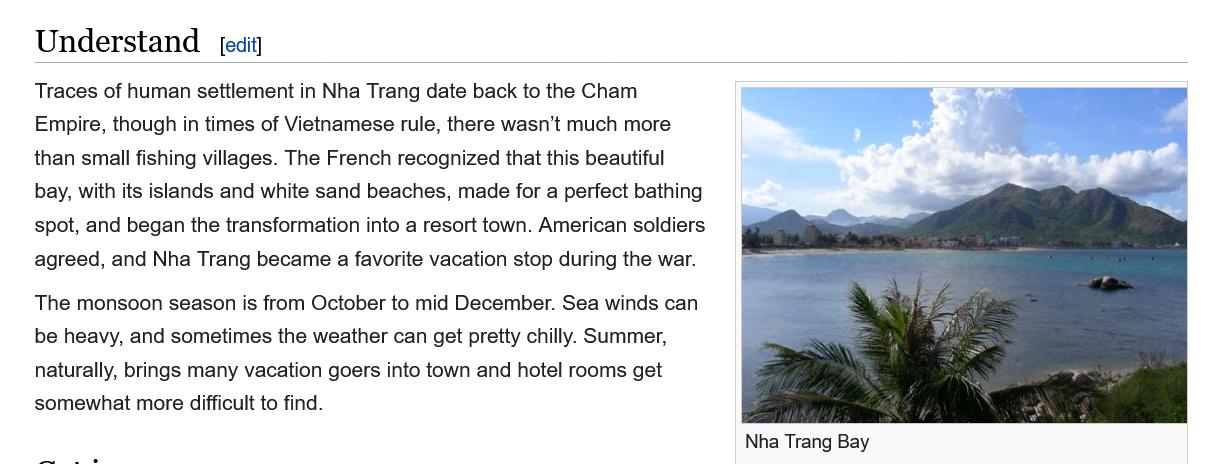 Understand [edit]
Traces of human settlement in Nha Trang date back to the Cham
Empire, though in times of Vietnamese rule, there wasn’t much more
than small fishing villages. The French recognized that this beautiful
bay, with its islands and white sand beaches, made for a perfect bathing
spot, and began the transformation into a resort town. American soldiers
agreed, and Nha Trang became a favorite vacation stop during the war.
The monsoon season is from October to mid December. Sea winds can
be heavy, and sometimes the weather can get pretty chilly. Summer,
naturally, brings many vacation goers into town and hotel rooms get
somewhat more difficult to find.
Nha Trang Bay